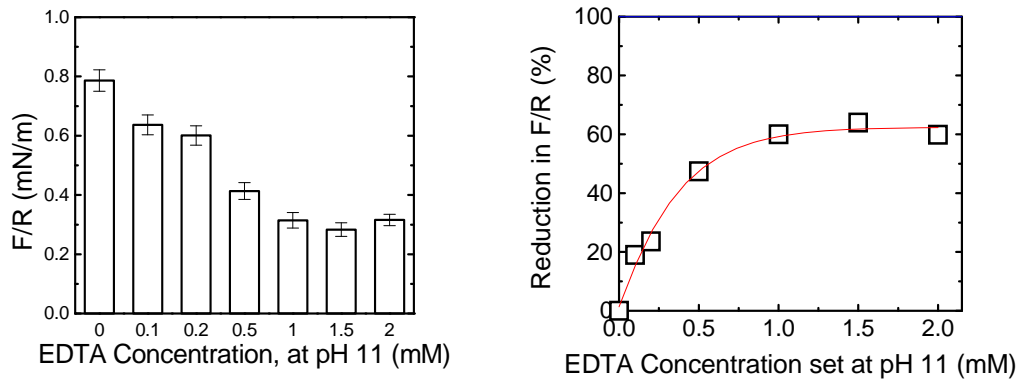 1.0
0.8
0.6
0.4
0.2
0.0
F/R (mN/m)
0 0.1 0.2 0.5 1 1.5 2
EDTA Concentration, at pH 11 (mM)
100
80
60
40
20
0
Reduction in F/R (%)
0.0 0.5 1.0 1.5 2.0
EDTA Concentration set at pH 11 (mM)